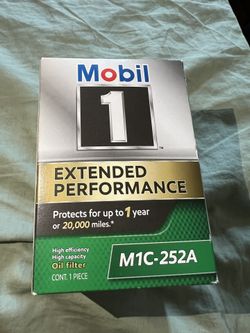 Mobil
1
™
EXTENDED
PERFORMANCE
Protects for up to 1 year
or 20,000 miles.*
High efficiency
High capacity
Oil filter
CONT. 1 PIECE
M1C-252A